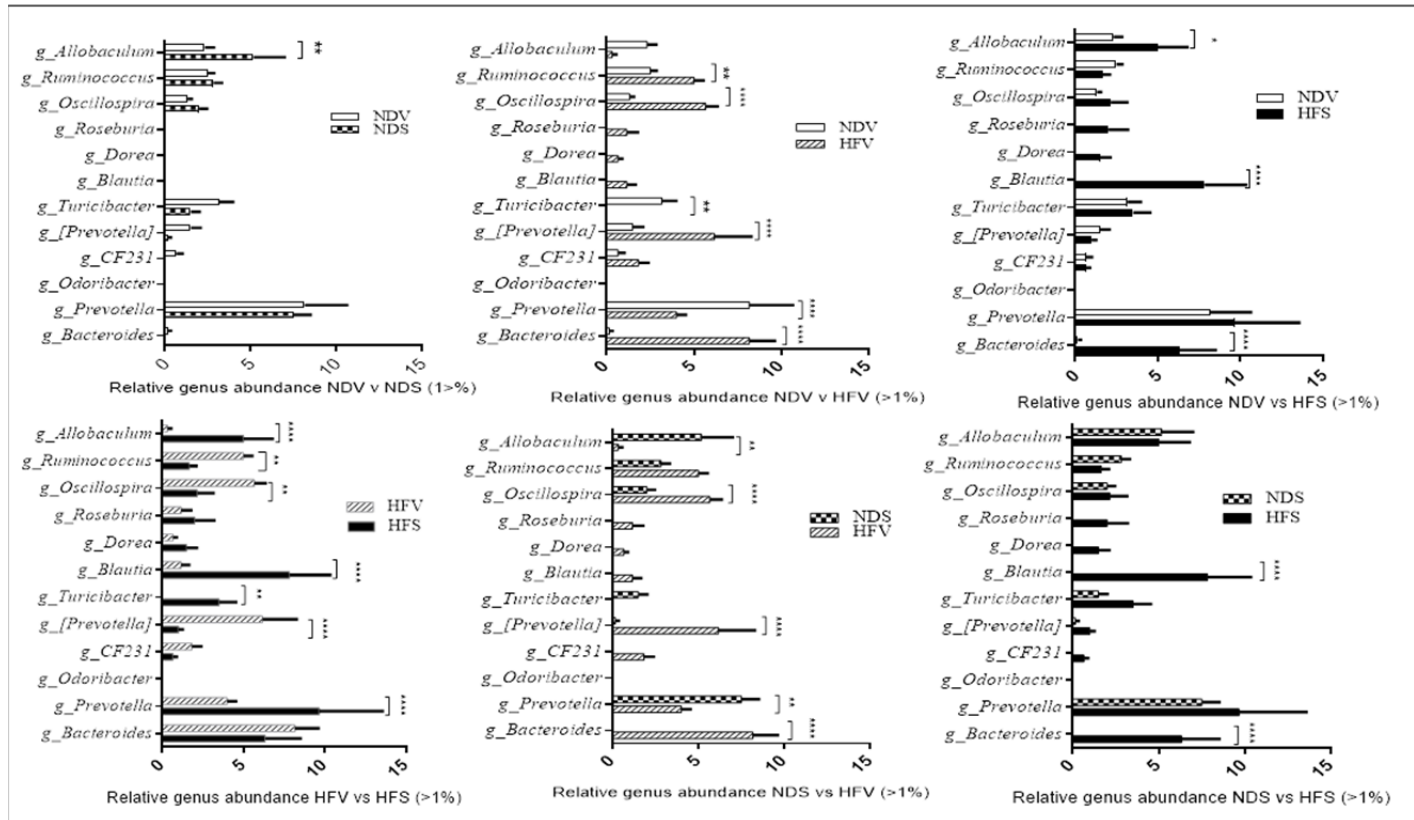 g_Allobaculum
**
g_Ruminococcus
g_Oscillospira
g_Roseburia
g_Dorea
g_Blautia
g_Turicibacter
g_[Prevotella]
g_CF231
g_Odoribacter
g_Prevotella
g_Bacteroides
NDV
NDS
0
5
10
15
Relative genus abundance NDV v NDS (1>%)
g_Allobaculum
g_Ruminococcus
**
g_Oscillospira
****
g_Roseburia
g_Dorea
g_Blautia
g_Turicibacter
**
g_[Prevotella]
****
g_CF231
g_Odoribacter
g_Prevotella
g_Bacteroides
****
NDV
HFV
0
5
10
15
Relative genus abundance NDV v HFV (>1%)
g_Allobaculum
*
g_Ruminococcus
g_Oscillospira
g_Roseburia
g_Dorea
g_Blautia
****
g_Turicibacter
g_[Prevotella]
g_CF231
g_Odoribacter
g_Prevotella
g_Bacteroides
****
NDV
HFS
0
5
10
15
Relative genus abundance NDV vs HFS (>1%)
g_Allobaculum
****
g_Ruminococcus
**
g_Oscillospira
**
g_Roseburia
g_Dorea
g_Blautia
****
g_Turicibacter
**
g_[Prevotella]
****
g_CF231
g_Odoribacter
g_Prevotella
****
g_Bacteroides
HFV
HFS
0
5
10
15
Relative genus abundance HFV vs HFS (>1%)
g_Allobaculum
**
g_Ruminococcus
g_Oscillospira
****
g_Roseburia
g_Dorea
g_Blautia
g_Turicibacter
g_[Prevotella]
****
g_CF231
g_Odoribacter
g_Prevotella
**
g_Bacteroides
****
NDS
HFV
0
5
10
15
Relative genus abundance NDS vs HFV (>1%)
g_Allobaculum
g_Ruminococcus
g_Oscillospira
g_Roseburia
g_Dorea
g_Blautia
****
g_Turicibacter
g_[Prevotella]
g_CF231
g_Odoribacter
g_Prevotella
g_Bacteroides
****
NDS
HFS
0
5
10
15
Relative genus abundance NDS vs HFS (>1%)